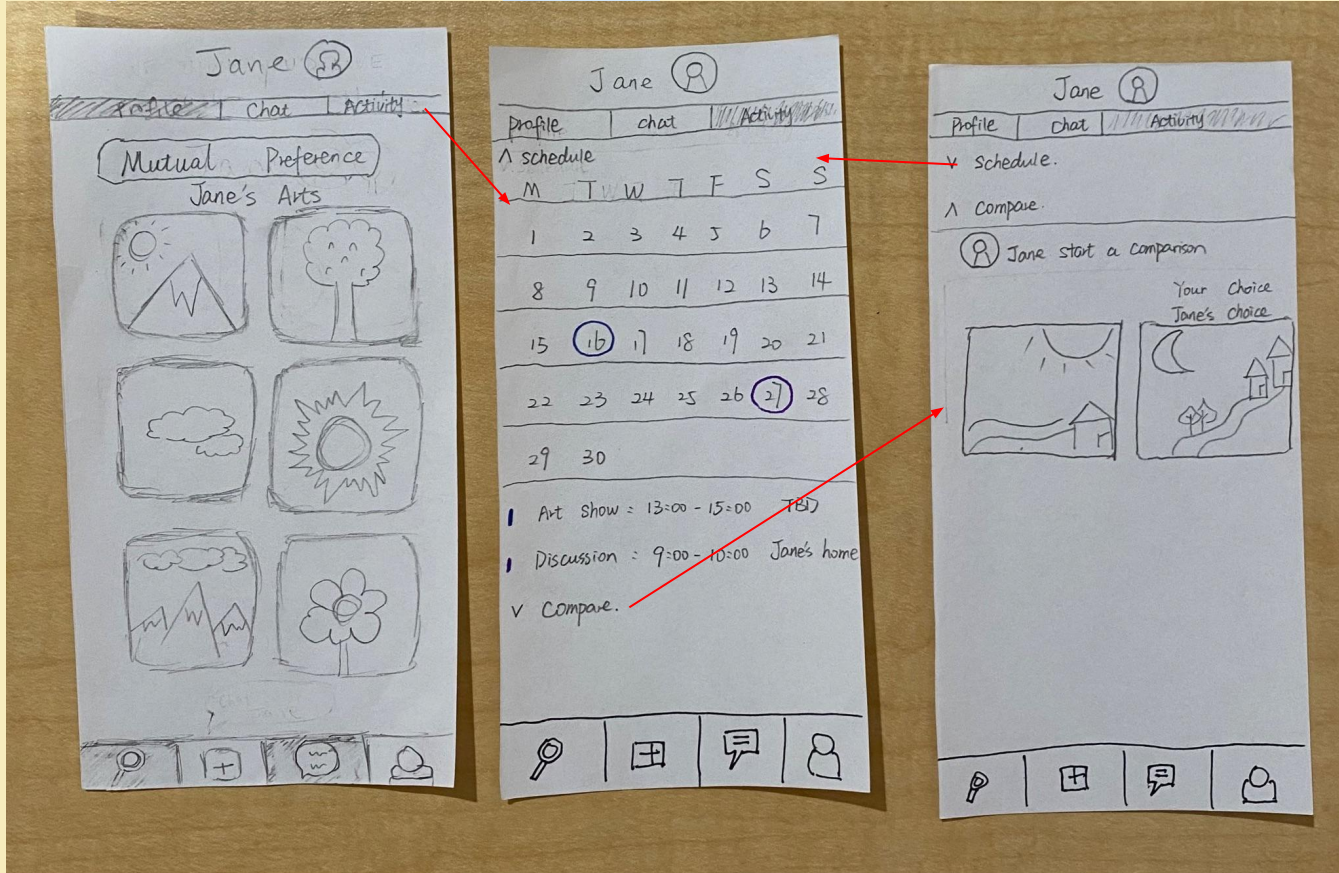 Jane
Profile Chat Activity
Mutual Preference
Jane's Arts
Jane
Profile chat Activity
schedule
M T W T F S S
1 2 3 4 5 6 7
8 9 10 11 12 13 14
15 16 17 18 19 20 21
22 23 24 25 26 27 28
29 30
Art Show = 13:00 - 15:00 TBD
Discussion : 9:00 - 10:00 Jane's home
v Compare.
Jane
Profile Chat Activity
v Schedule.
Compare.
Jane start a comparison
Your Choice
Jane's choice